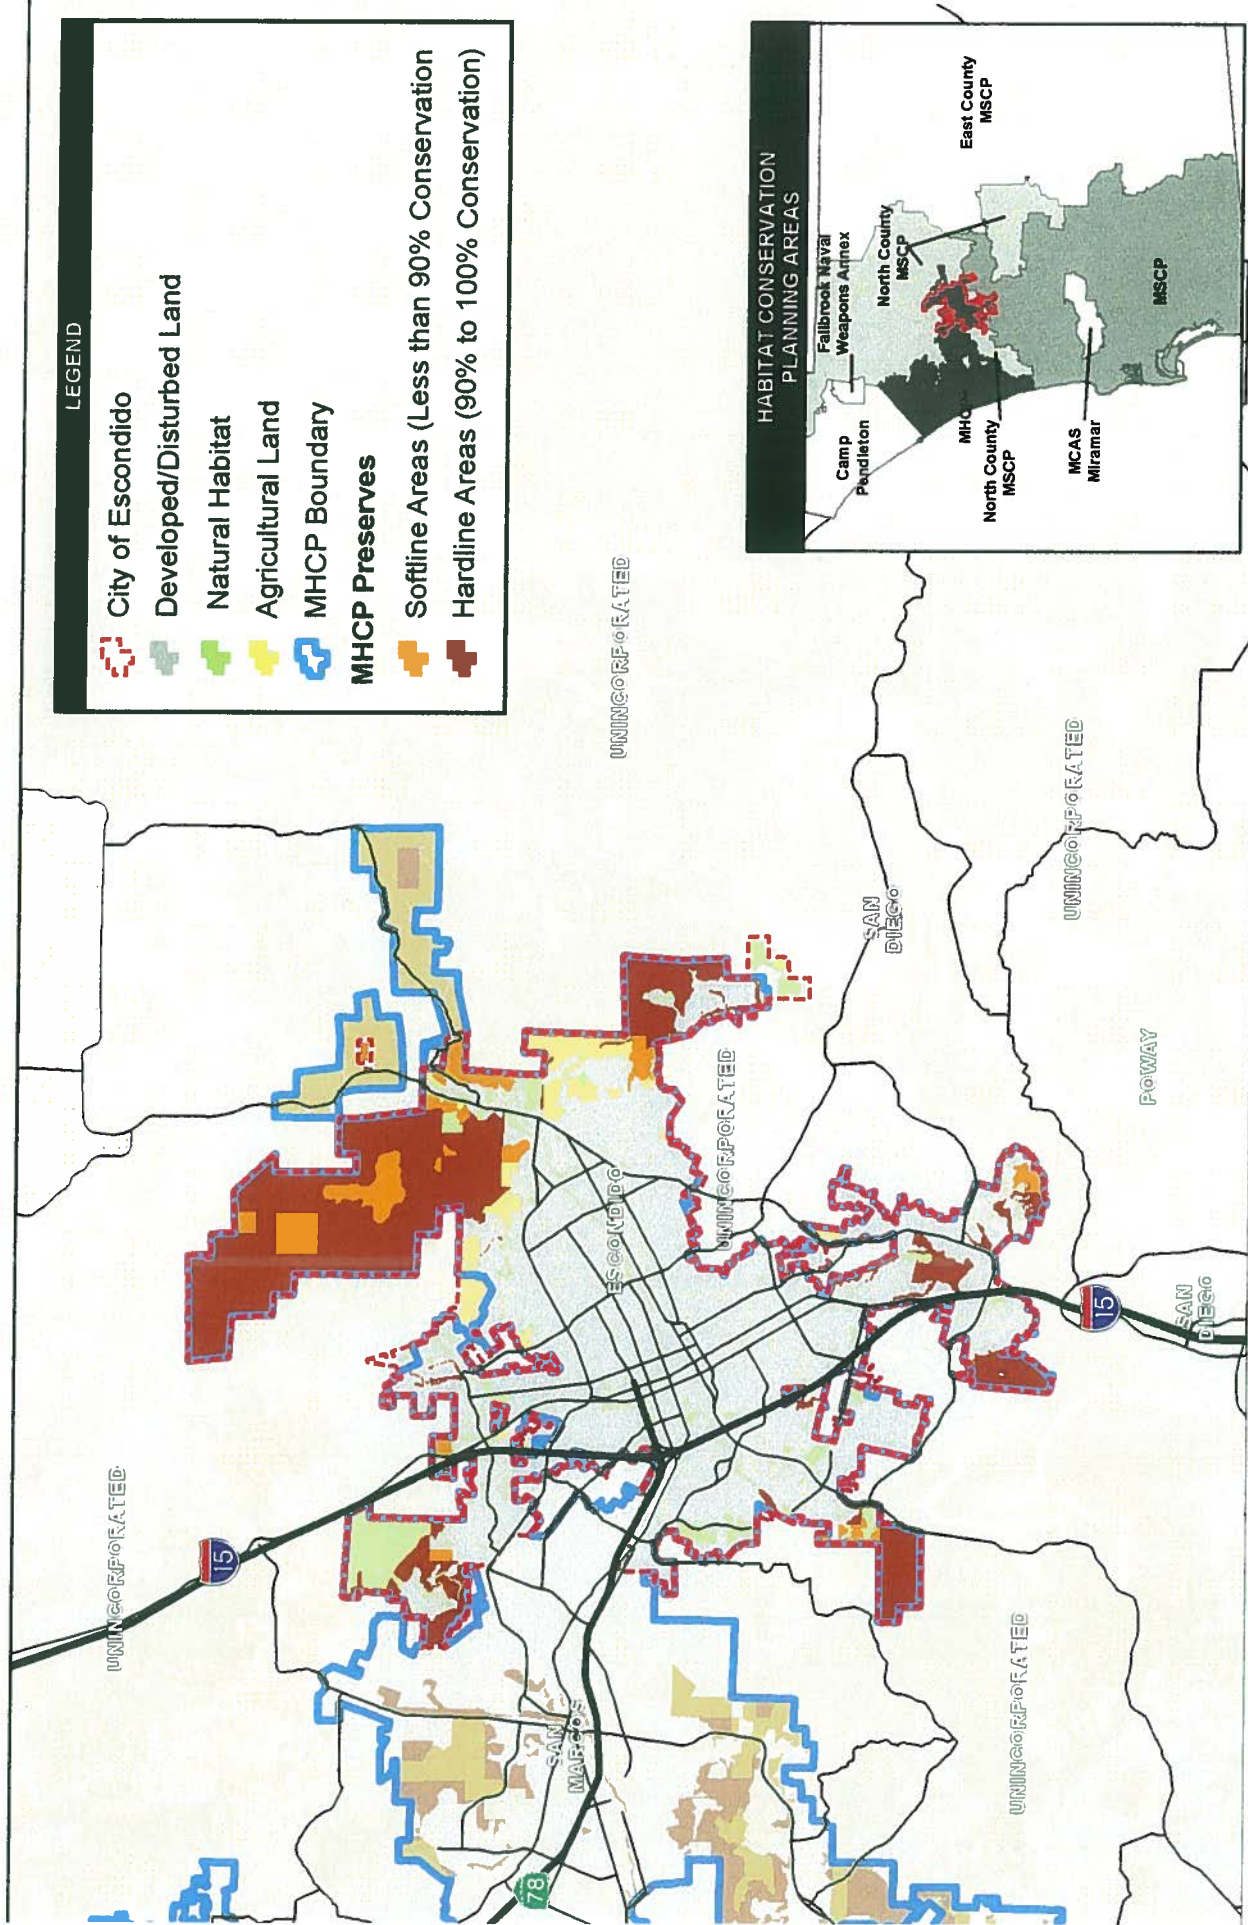 LEGEND
City of Escondido
Developed/Disturbed Land
Natural Habitat
Agricultural Land
MHCP Boundary
MHCP Preserves
Softline Areas (Less than 90% Conservation
Hardline Areas (90% to 100% Conservation)
HABITAT CONSERVATION
PLANNING AREAS
Fallbrook Naval
Weapons Annex
Camp
Pendleton
North County
MSCP
East County
MSCP
MHCP
North County
MSCP
MCAS
Miramar
MSCP
UNINCORPORATED
15
UNINCORPORATED
SAN
MARCOS
78
ESCONDIDO
UNINCORPORATED
SAN
DIEGO
UNINCORPORATED
UNINCORPORATED
POWAY
15
SAN
DIEGO